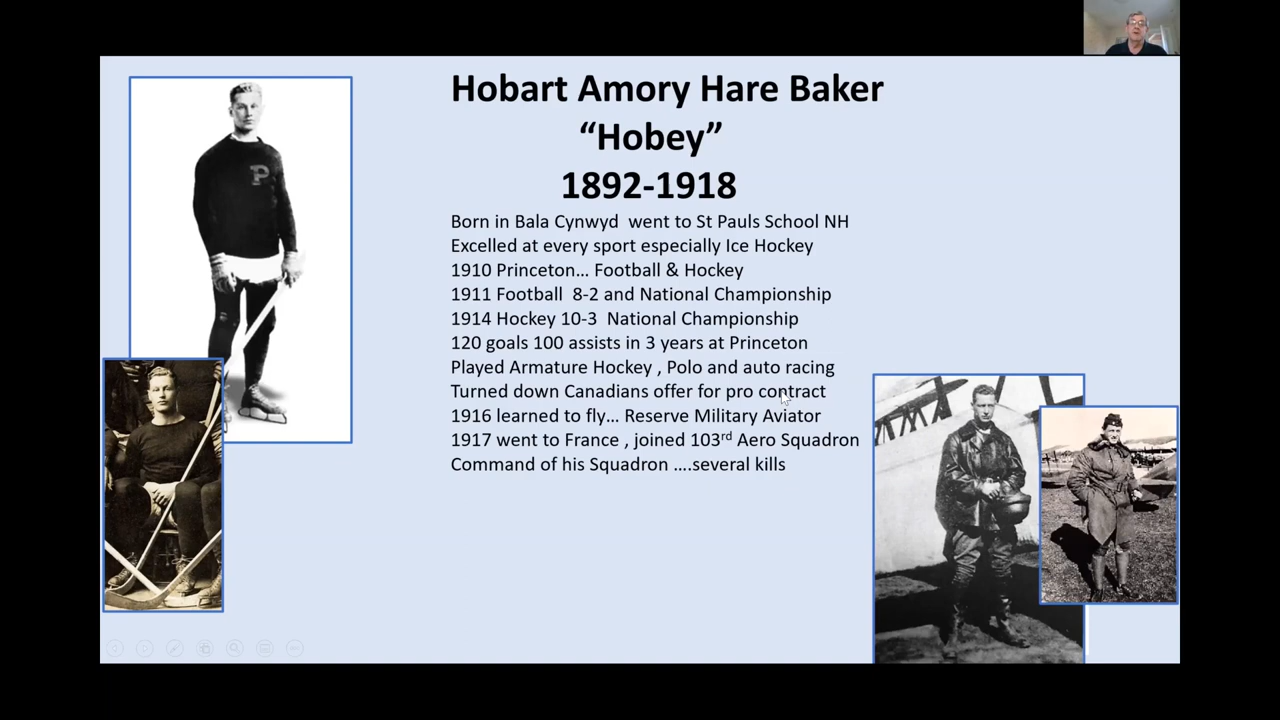 Hobart Amory Hare Baker
“Hobey”
1892-1918
Born in Bala Cynwyd went to St Pauls School NH
Excelled at every sport especially Ice Hockey
1910 Princeton... Football & Hockey
1911 Football 8-2 and National Championship
1914 Hockey 10-3 National Championship
120 goals 100 assists in 3 years at Princeton
Played Armature Hockey , Polo and auto racing
Turned down Canadians offer for pro contract
1916 learned to fly... Reserve Military Aviator
1917 went to France , joined 103rd Aero Squadron
Command of his Squadron ....several kills
P